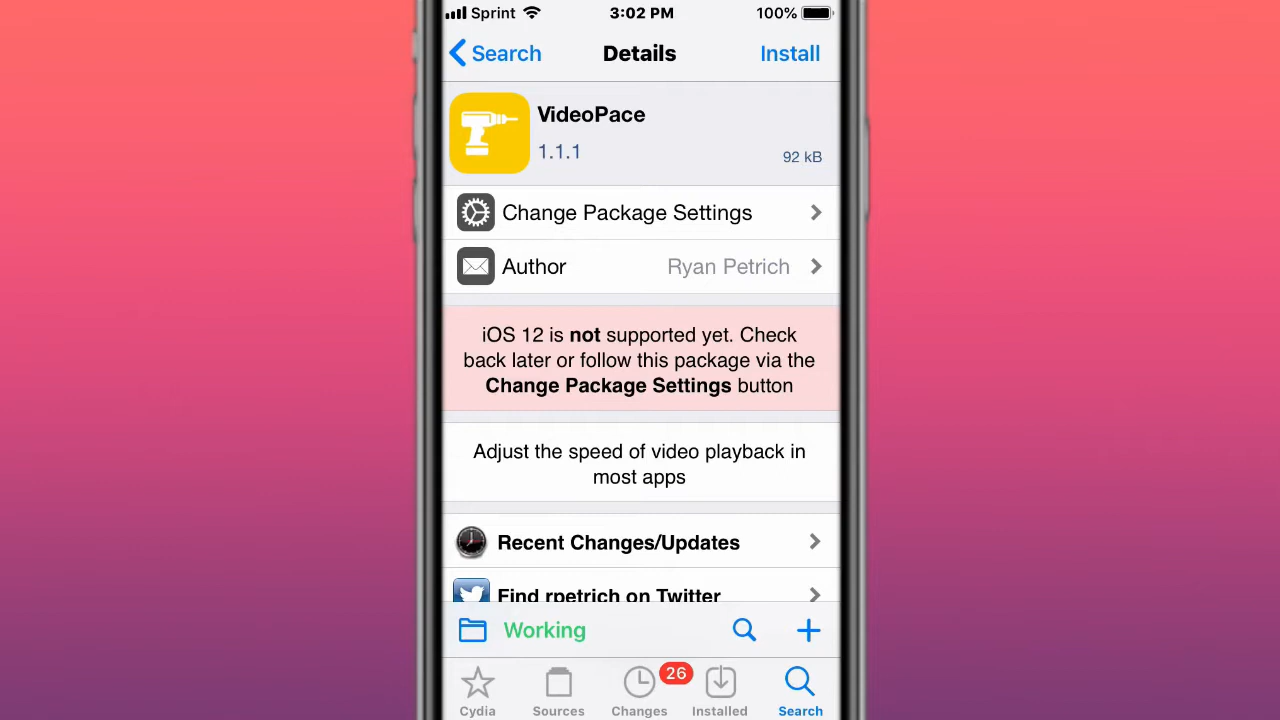 Sprint 3:02 PM 100%
Search Details Install
VideoPace
1.1.1 92 kB
Change Package Settings
Author Ryan Petrich
iOS 12 is not supported yet. Check
back later or follow this package via the
Change Package Settings button
Adjust the speed of video playback in
most apps
Recent Changes/Updates
Find rpetrich on Twitter
Working
26
Cydia Sources Changes Installed Search